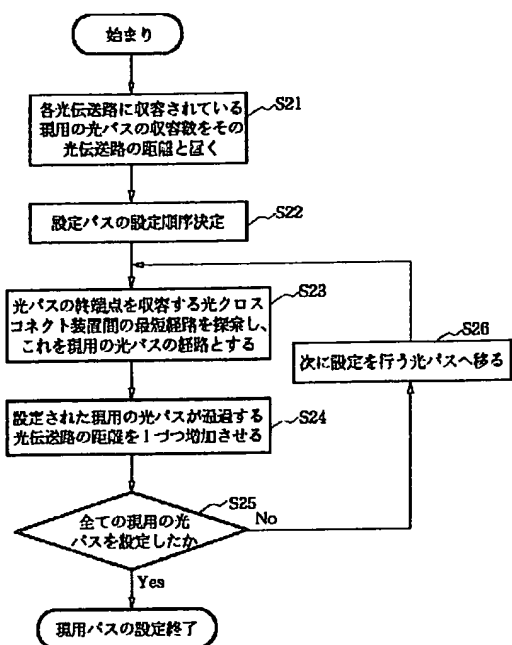 始まり
各光伝送路に収容されている
現用の光パスの収容数をその
光伝送路の距離と置く
S21
設定パスの設定順序決定
S22
光パスの終端点を収容する光クロス
コネクト装置間の最短経路を探索し、
これを現用の光パスの経路とする
S23
次に設定を行う光パスへ移る
S26
設定された現用の光パスが通過する
光伝送路の距離を1づつ増加させる
S24
全ての現用の光
パスを設定したか
S25
No
Yes
現用パスの設定終了